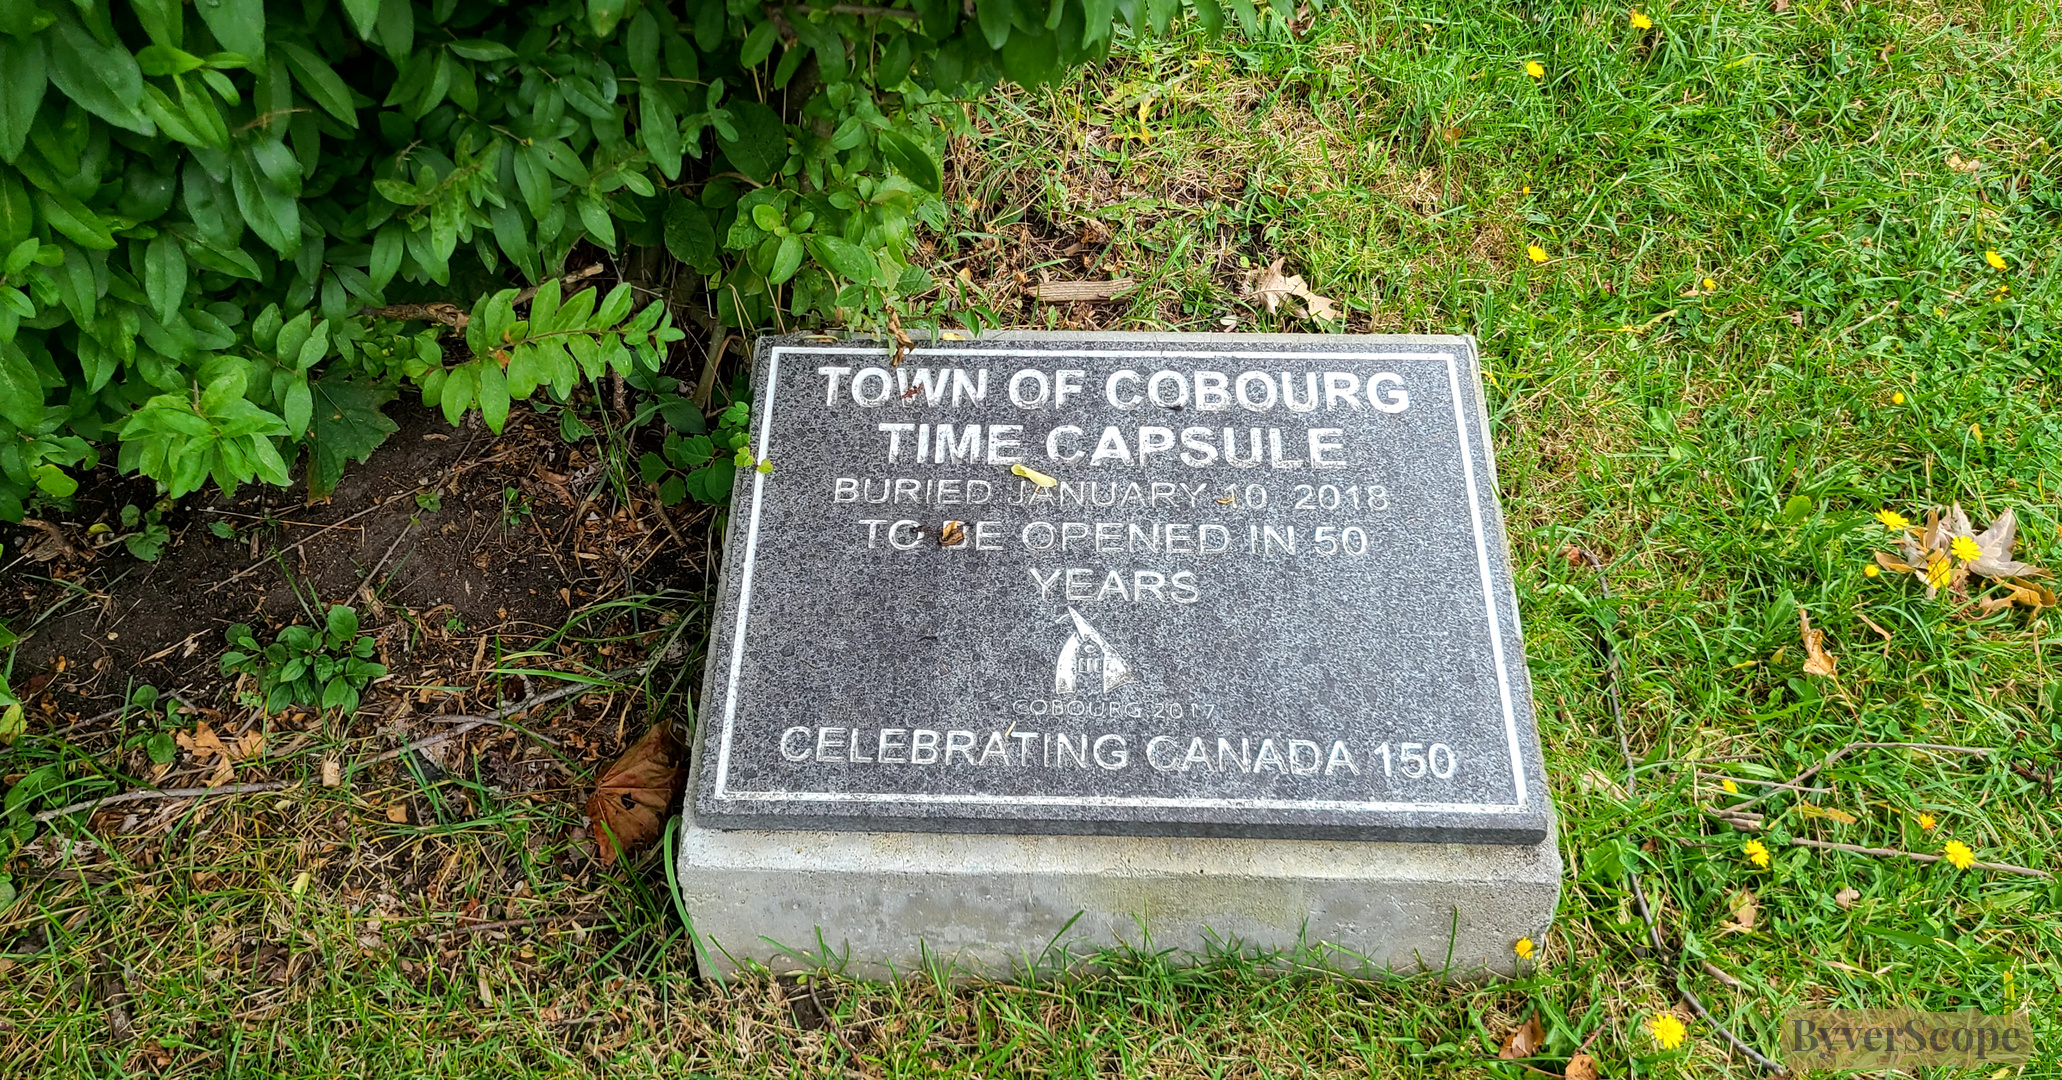 TOWN OF COBOURG
TIME CAPSULE
BURIED JANUARY 10 2018
TO BE OPENED IN 50
YEARS
COBOURG 2017
CELEBRATING CANADA 150
ByverScope